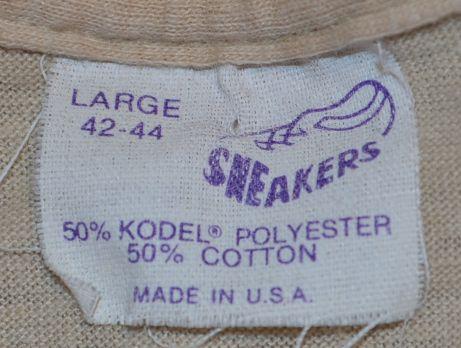 LARGE
42-44
SNEAKERS
50% KODEL® POLYESTER
50% COTTON
MADE IN U.S.A.